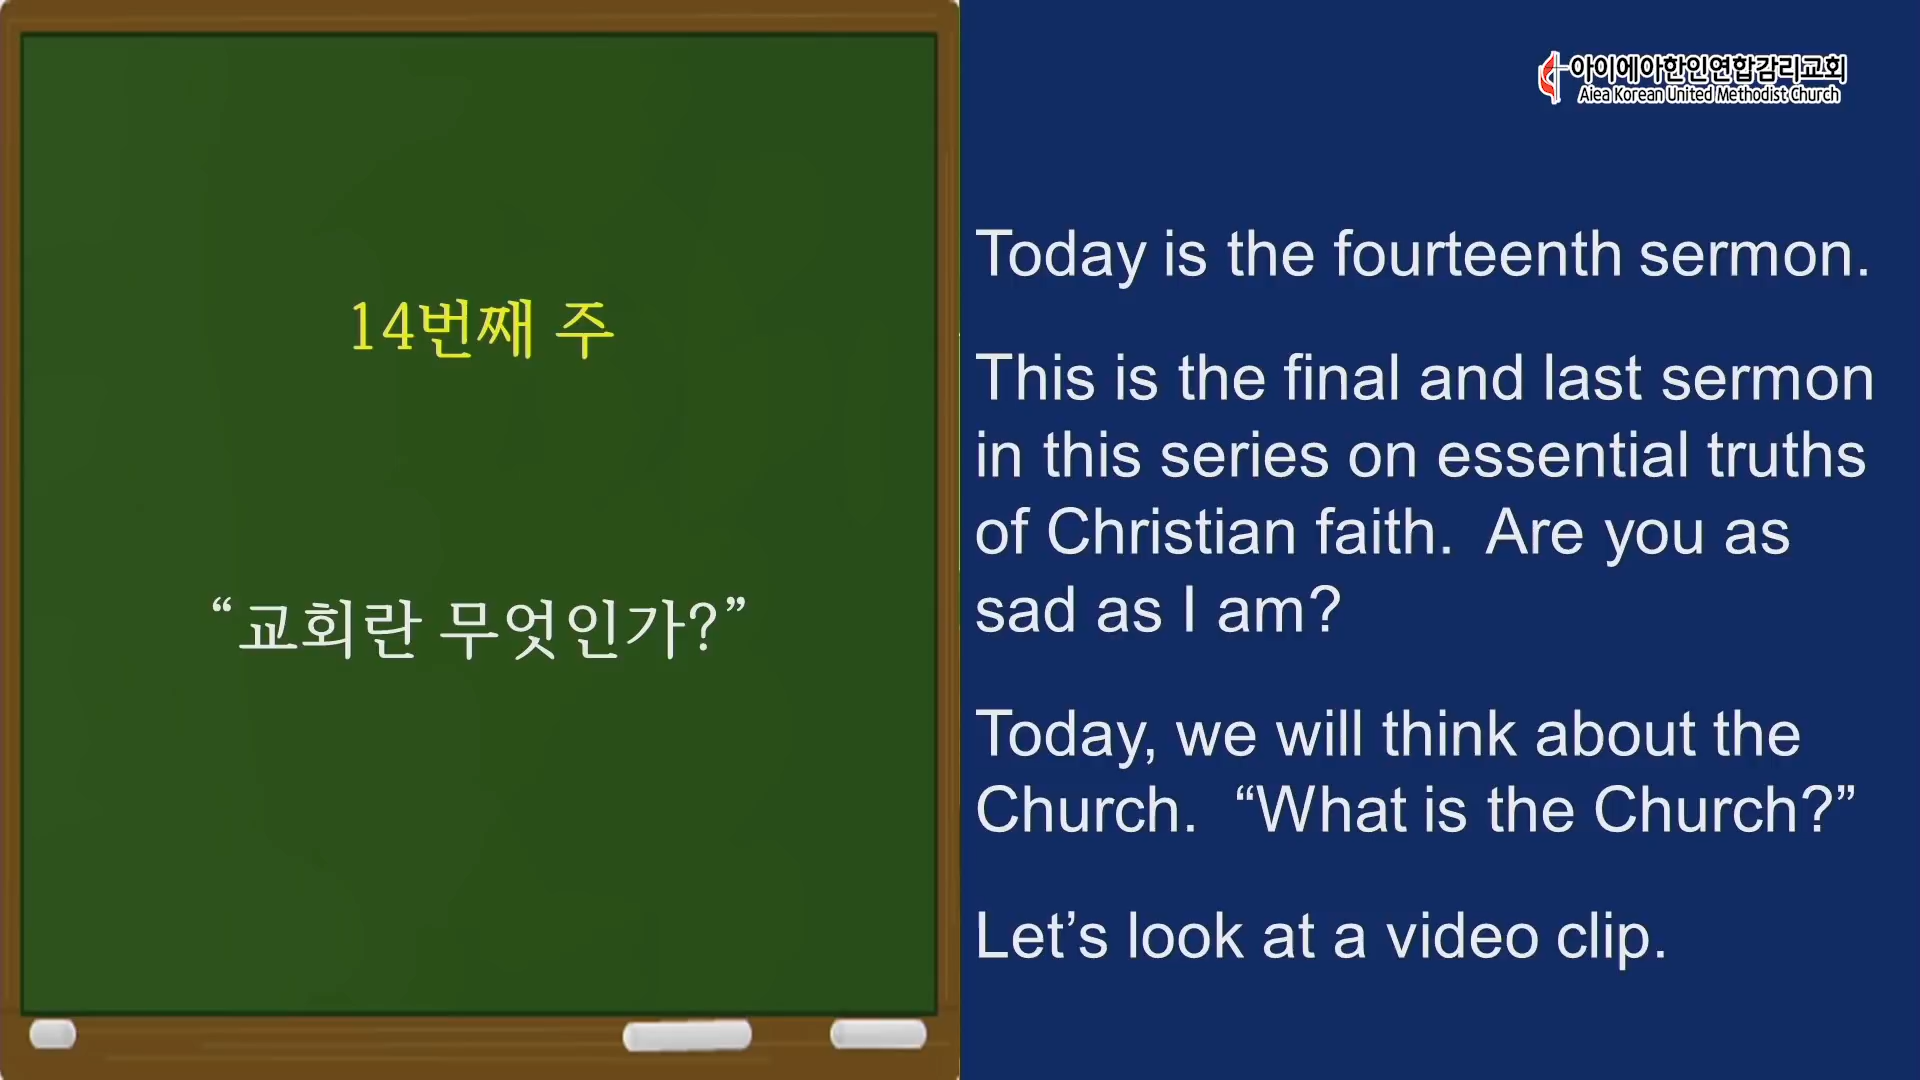 14번째 주
“교회란 무엇인가?”
아이에아한인연합감리교회
Aiea Korean United Methodist Church
Today is the fourteenth sermon.
This is the final and last sermon
in this series on essential truths
of Christian faith.  Are you as
sad as I am?
Today, we will think about the
Church.  “What is the Church?”
Let’s look at a video clip.